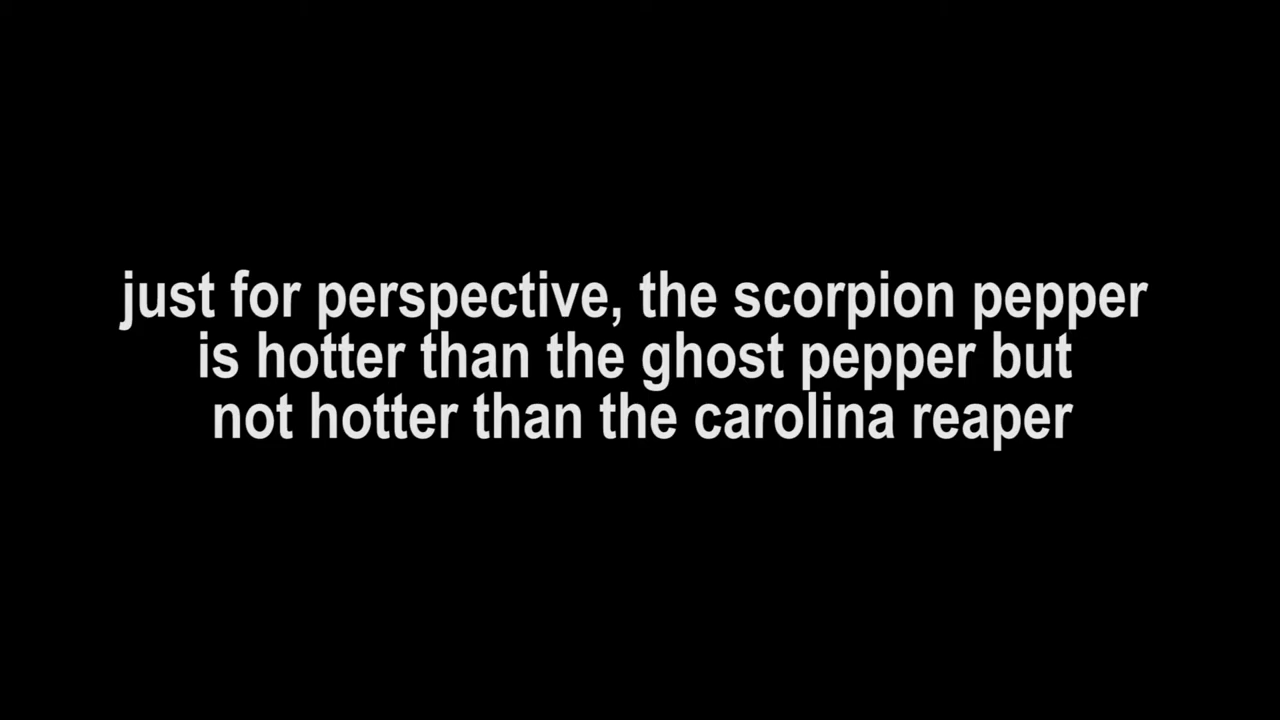 just for perspective, the scorpion pepper
is hotter than the ghost pepper but
not hotter than the carolina reaper